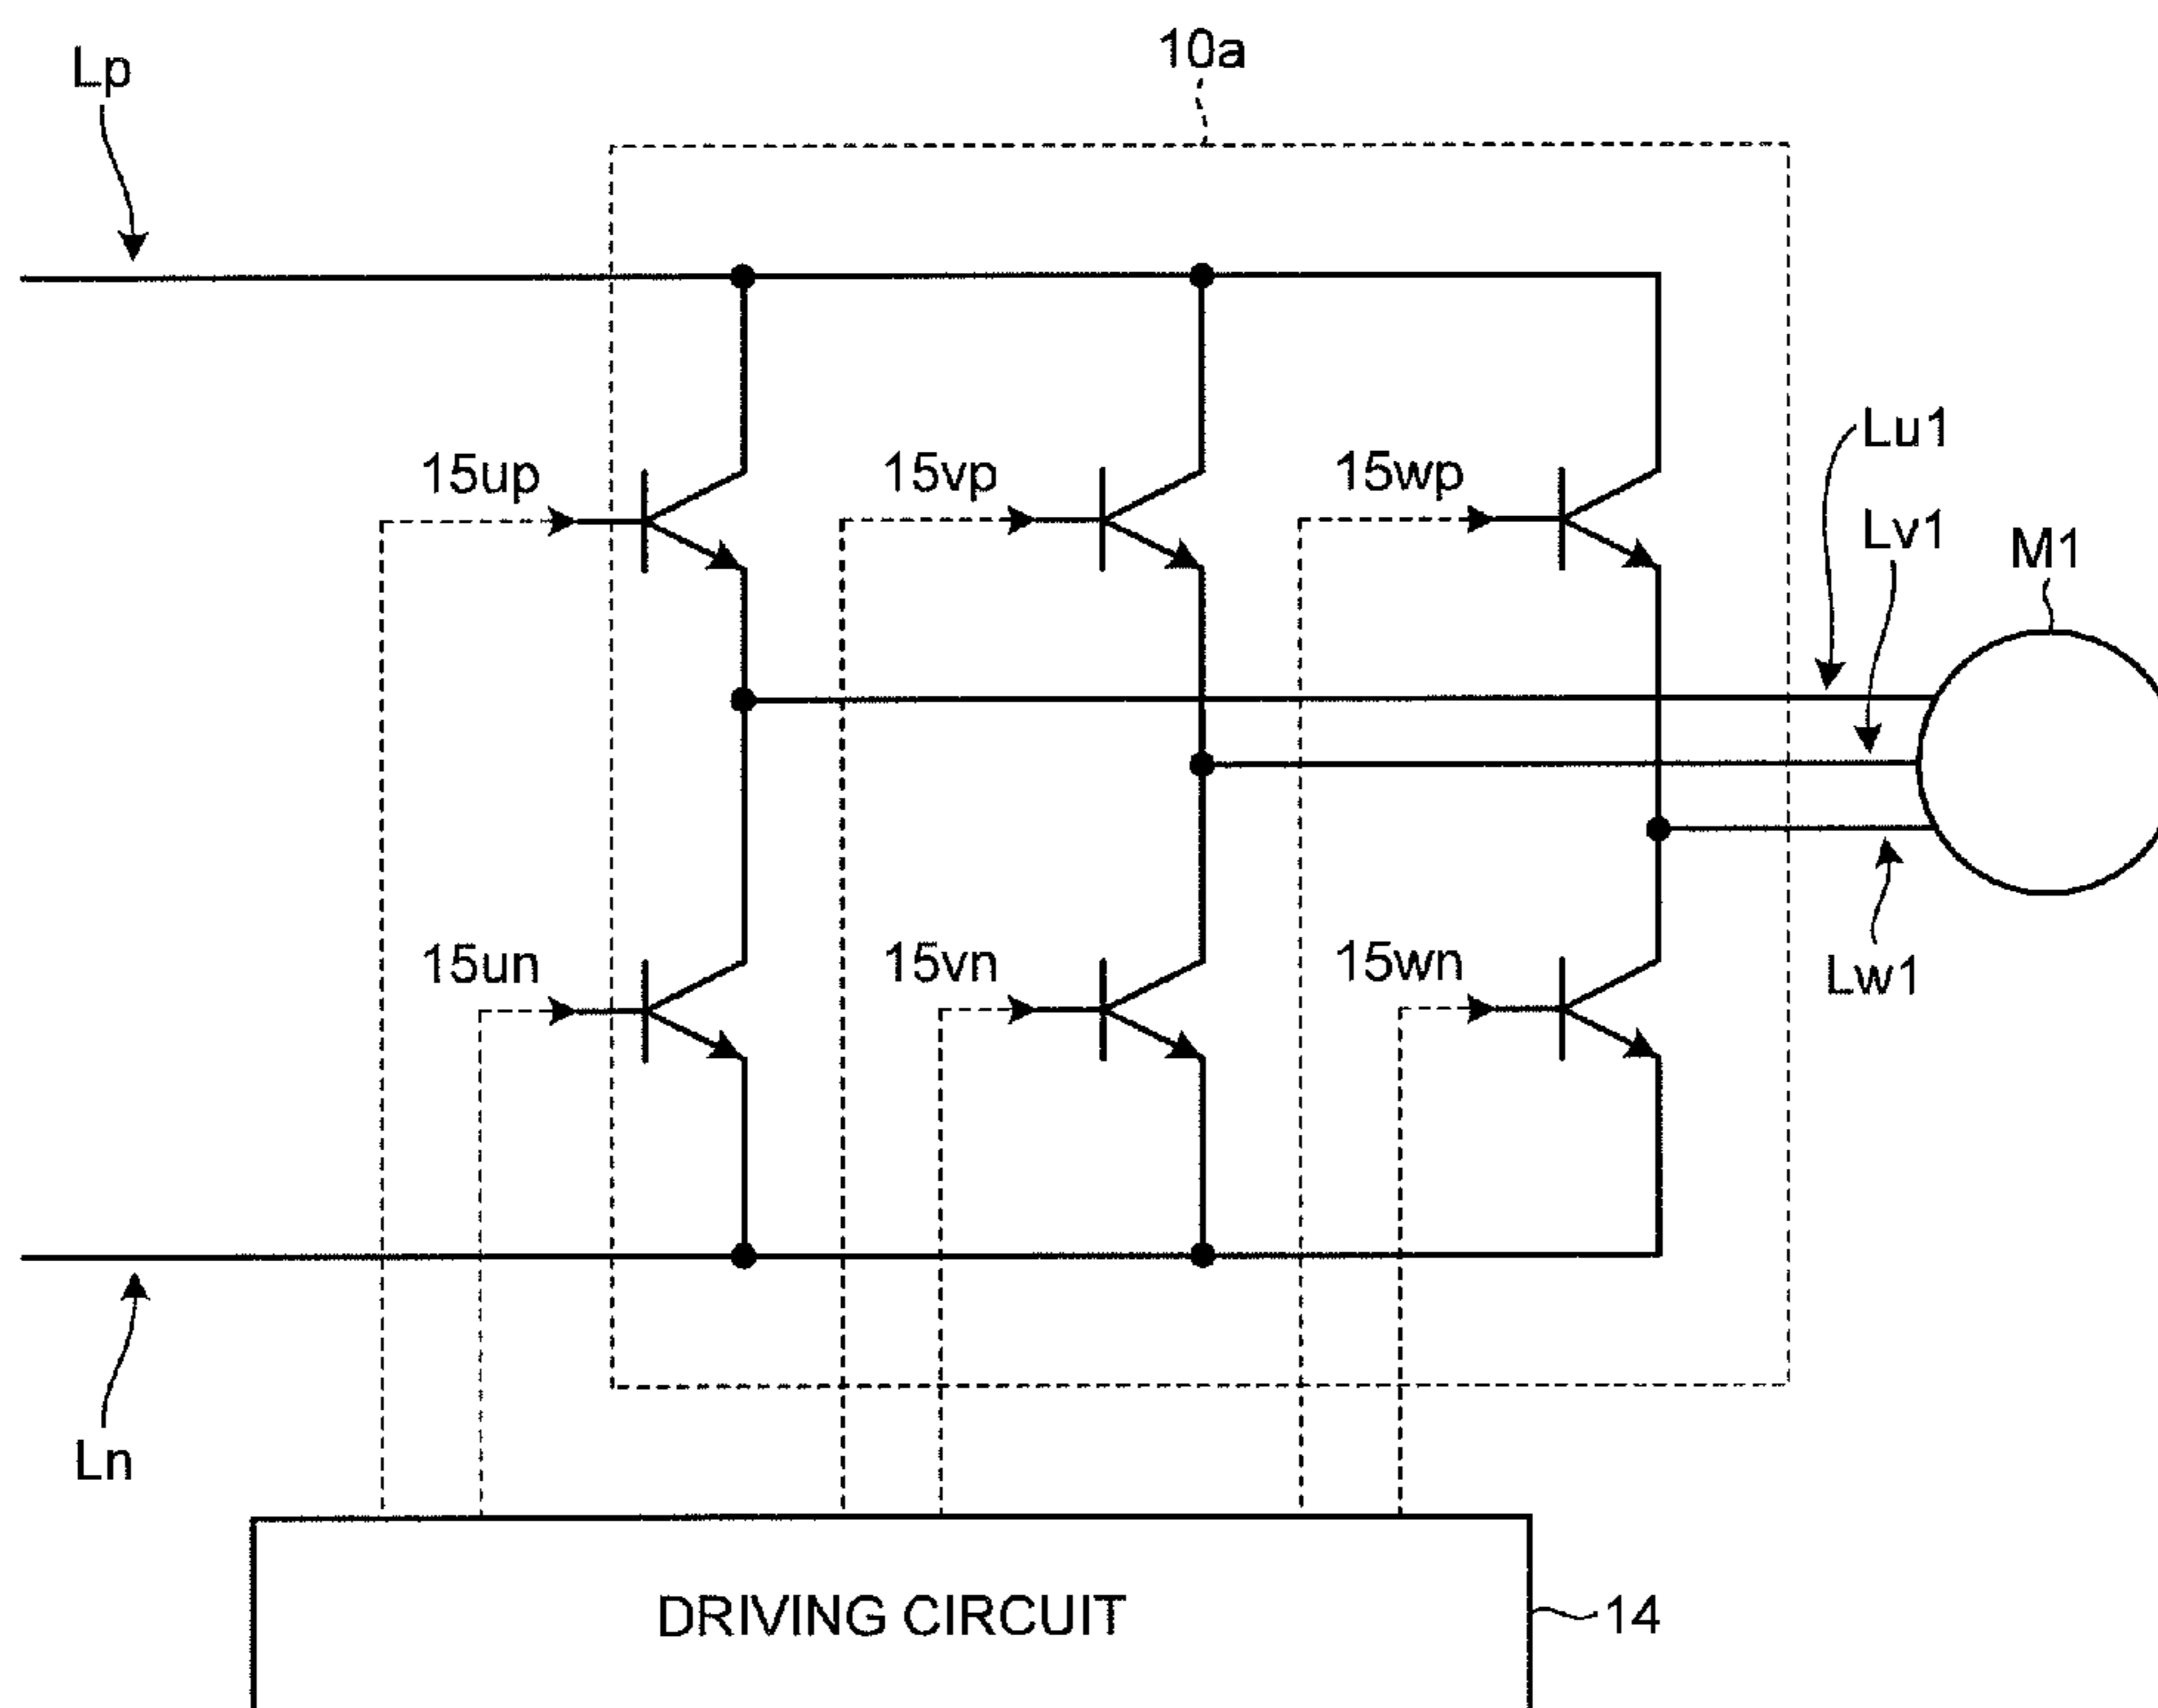 10a
Lp
Lu1
15up
15vp
15wp
Lv1
M1
15un
15vn
15wn
Lw1
Ln
DRIVING CIRCUIT
14